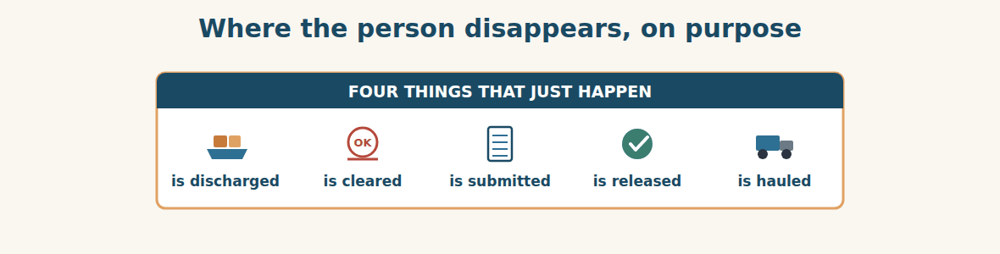 Where the person disappears, on purpose
FOUR THINGS THAT JUST HAPPEN
OK
is discharged
is cleared
is submitted
is released
is hauled